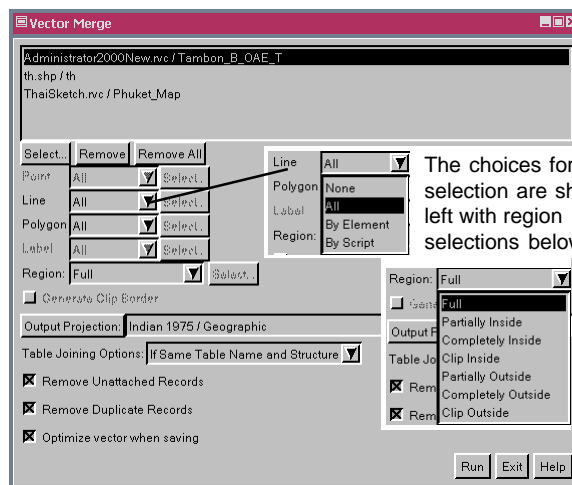 Vector Merge
Administrator2000New.rvc / Tambon_B_OAE_T
th.shp / th
ThaiSketch.rvc / Phuket_Map
Select... Remove Remove All
Point All Select..
Line All Select..
Polygon All Select..
Label All Select..
Region: Full Select..
Generate Clip Border
Output Projection: Indian 1975 / Geographic
Table Joining Options: If Same Table Name and Structure
Remove Unattached Records
Remove Duplicate Records
Optimize vector when saving
Run Exit Help
Line All
Polygon None
Label All
By Element
Region: By Script
The choices for
selection are sh
left with region
selections below
Region: Full
Full
Partially Inside
Output P
Completely Inside
Table Jo
Clip Inside
Partially Outside
Rem
Completely Outside
Rem
Clip Outside